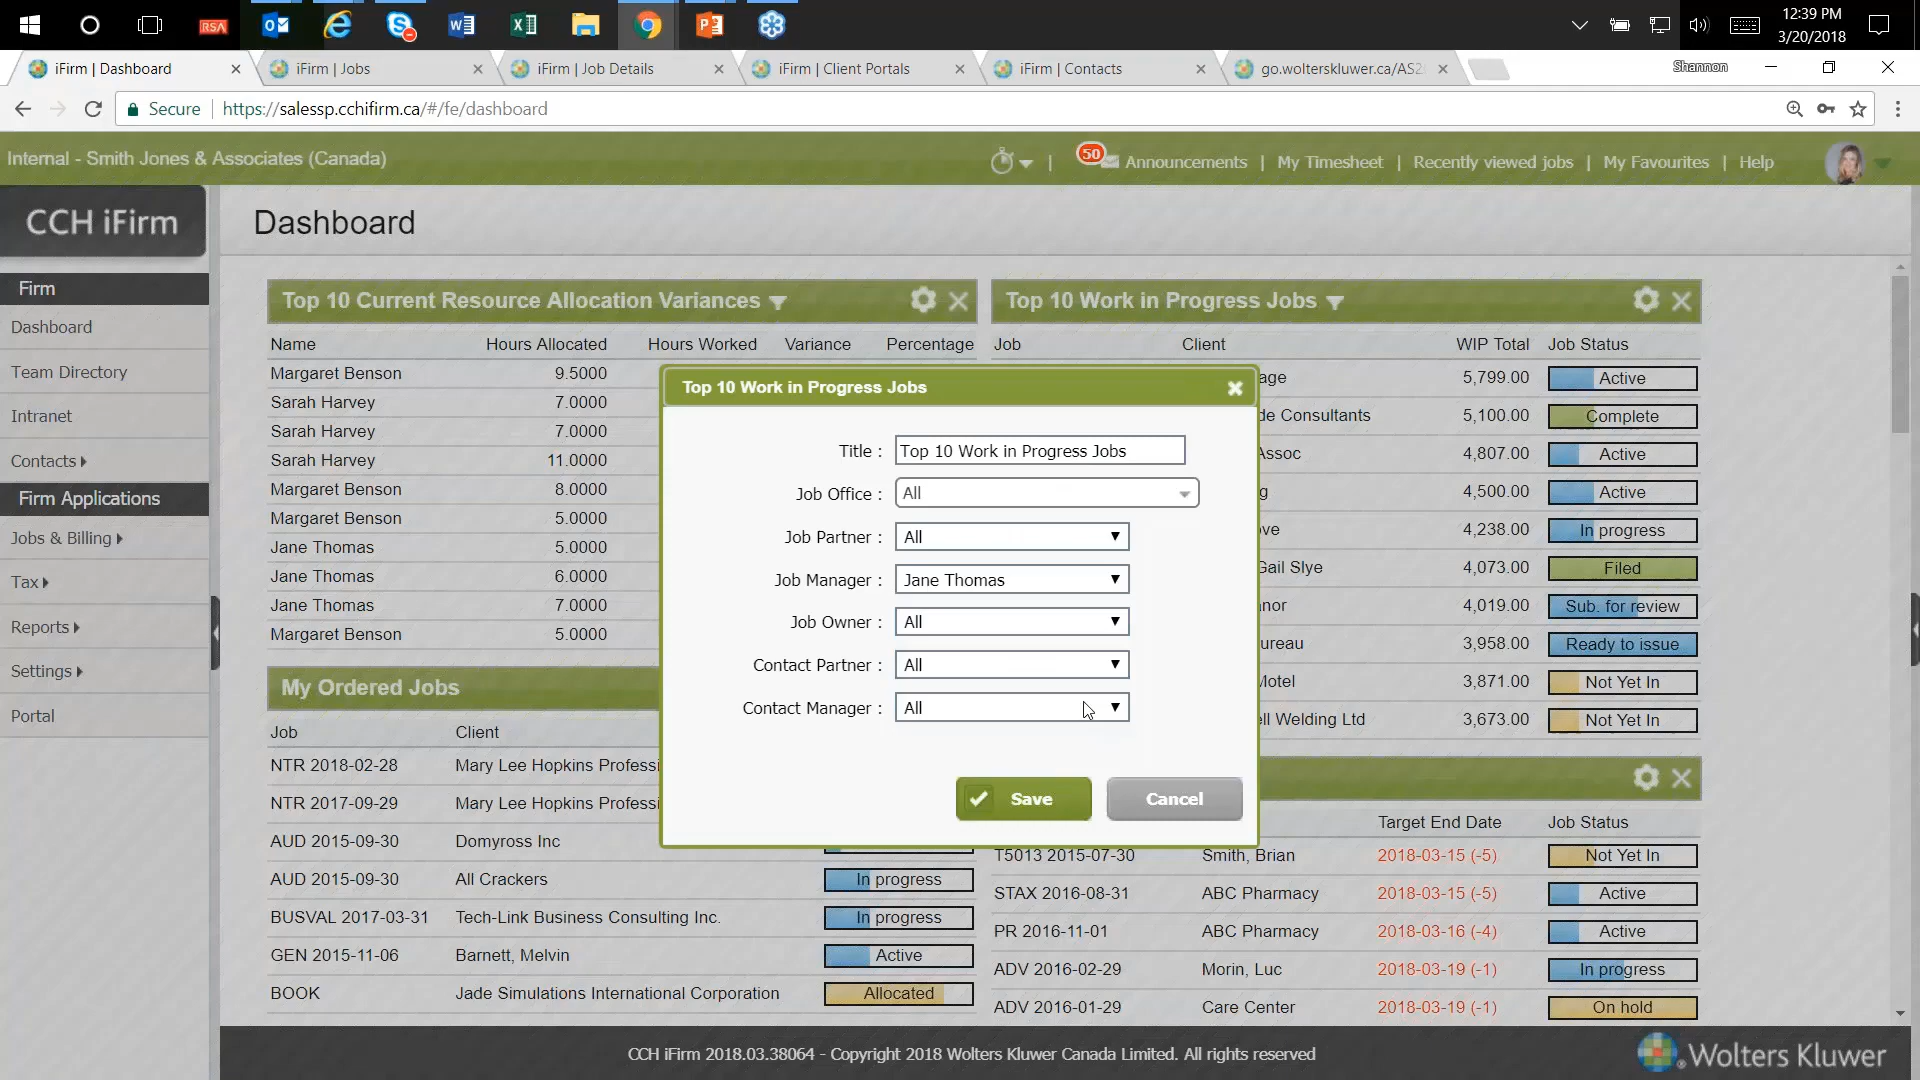 RSA
12:39 PM
3/20/2018
iFirm | Dashboard
iFirm | Jobs
iFirm | Job Details
iFirm | Client Portals
iFirm | Contacts
go.wolterskluwer.ca/AS2
Shannon
Secure
https://salessp.cchifirm.ca/#/fe/dashboard
Internal - Smith Jones & Associates (Canada)
50 Announcements | My Timesheet | Recently viewed jobs | My Favourites | Help
CCH iFirm
Firm
Dashboard
Team Directory
Intranet
Contacts
Firm Applications
Jobs & Billing
Tax
Reports
Settings
Portal
Dashboard
Top 10 Current Resource Allocation Variances
Name Hours Allocated Hours Worked Variance Percentage
Margaret Benson 9.5000
Sarah Harvey 7.0000
Sarah Harvey 7.0000
Sarah Harvey 11.0000
Margaret Benson 8.0000
Margaret Benson 5.0000
Jane Thomas 5.0000
Jane Thomas 6.0000
Jane Thomas 7.0000
Margaret Benson 5.0000
My Ordered Jobs
Job Client
NTR 2018-02-28 Mary Lee Hopkins Professi
NTR 2017-09-29 Mary Lee Hopkins Professi
AUD 2015-09-30 Domyross Inc
AUD 2015-09-30 All Crackers In progress
BUSVAL 2017-03-31 Tech-Link Business Consulting Inc. In progress
GEN 2015-11-06 Barnett, Melvin Active
BOOK Jade Simulations International Corporation Allocated
Top 10 Work in Progress Jobs
Job Client WIP Total Job Status
age 5,799.00 Active
de Consultants 5,100.00 Complete
Assoc 4,807.00 Active
g 4,500.00 Active
ove 4,238.00 In progress
Gail Slye 4,073.00 Filed
nor 4,019.00 Sub. for review
ureau 3,958.00 Ready to issue
Motel 3,871.00 Not Yet In
ell Welding Ltd 3,673.00 Not Yet In
Target End Date Job Status
T5013 2015-07-30 Smith, Brian 2018-03-15 (-5) Not Yet In
STAX 2016-08-31 ABC Pharmacy 2018-03-15 (-5) Active
PR 2016-11-01 ABC Pharmacy 2018-03-16 (-4) Active
ADV 2016-02-29 Morin, Luc 2018-03-19 (-1) In progress
ADV 2016-01-29 Care Center 2018-03-19 (-1) On hold
Top 10 Work in Progress Jobs
Title : Top 10 Work in Progress Jobs
Job Office : All
Job Partner : All
Job Manager : Jane Thomas
Job Owner : All
Contact Partner : All
Contact Manager : All
Save Cancel
CCH iFirm 2018.03.38064 - Copyright 2018 Wolters Kluwer Canada Limited. All rights reserved
Wolters Kluwer